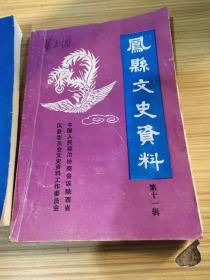 鳳縣文史資料
第十一辑
中国人民政治协商会议陕西省
凤县委员会文史资料工作委员会